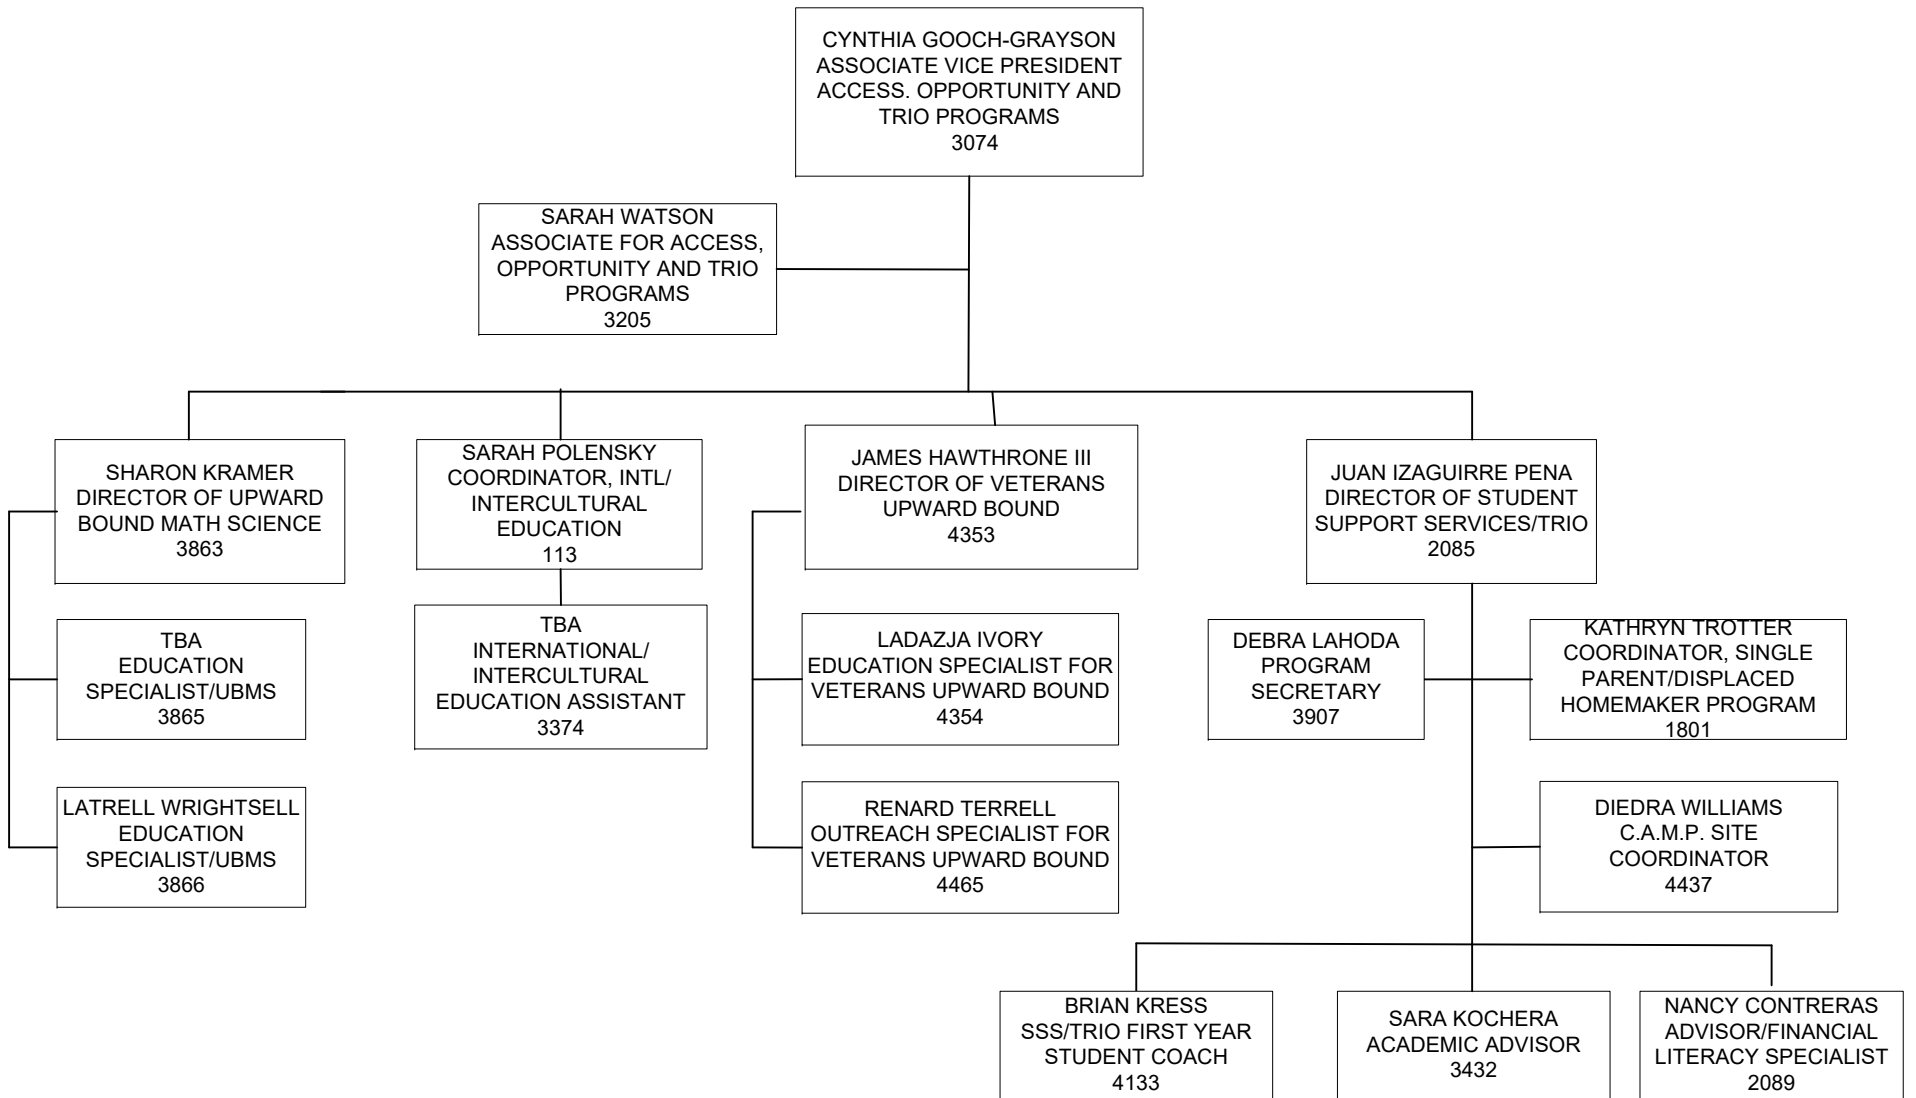 CYNTHIA GOOCH-GRAYSON
ASSOCIATE VICE PRESIDENT
ACCESS. OPPORTUNITY AND
TRIO PROGRAMS
3074
SARAH WATSON
ASSOCIATE FOR ACCESS,
OPPORTUNITY AND TRIO
PROGRAMS
3205
SHARON KRAMER
DIRECTOR OF UPWARD
BOUND MATH SCIENCE
3863
TBA
EDUCATION
SPECIALIST/UBMS
3865
LATRELL WRIGHTSELL
EDUCATION
SPECIALIST/UBMS
3866
SARAH POLENSKY
COORDINATOR, INTL/
INTERCULTURAL
EDUCATION
113
TBA
INTERNATIONAL/
INTERCULTURAL
EDUCATION ASSISTANT
3374
JAMES HAWTHRONE III
DIRECTOR OF VETERANS
UPWARD BOUND
4353
LADAZJA IVORY
EDUCATION SPECIALIST FOR
VETERANS UPWARD BOUND
4354
RENARD TERRELL
OUTREACH SPECIALIST FOR
VETERANS UPWARD BOUND
4465
JUAN IZAGUIRRE PENA
DIRECTOR OF STUDENT
SUPPORT SERVICES/TRIO
2085
DEBRA LAHODA
PROGRAM
SECRETARY
3907
KATHRYN TROTTER
COORDINATOR, SINGLE
PARENT/DISPLACED
HOMEMAKER PROGRAM
1801
DIEDRA WILLIAMS
C.A.M.P. SITE
COORDINATOR
4437
BRIAN KRESS
SSS/TRIO FIRST YEAR
STUDENT COACH
4133
SARA KOCHERA
ACADEMIC ADVISOR
3432
NANCY CONTRERAS
ADVISOR/FINANCIAL
LITERACY SPECIALIST
2089